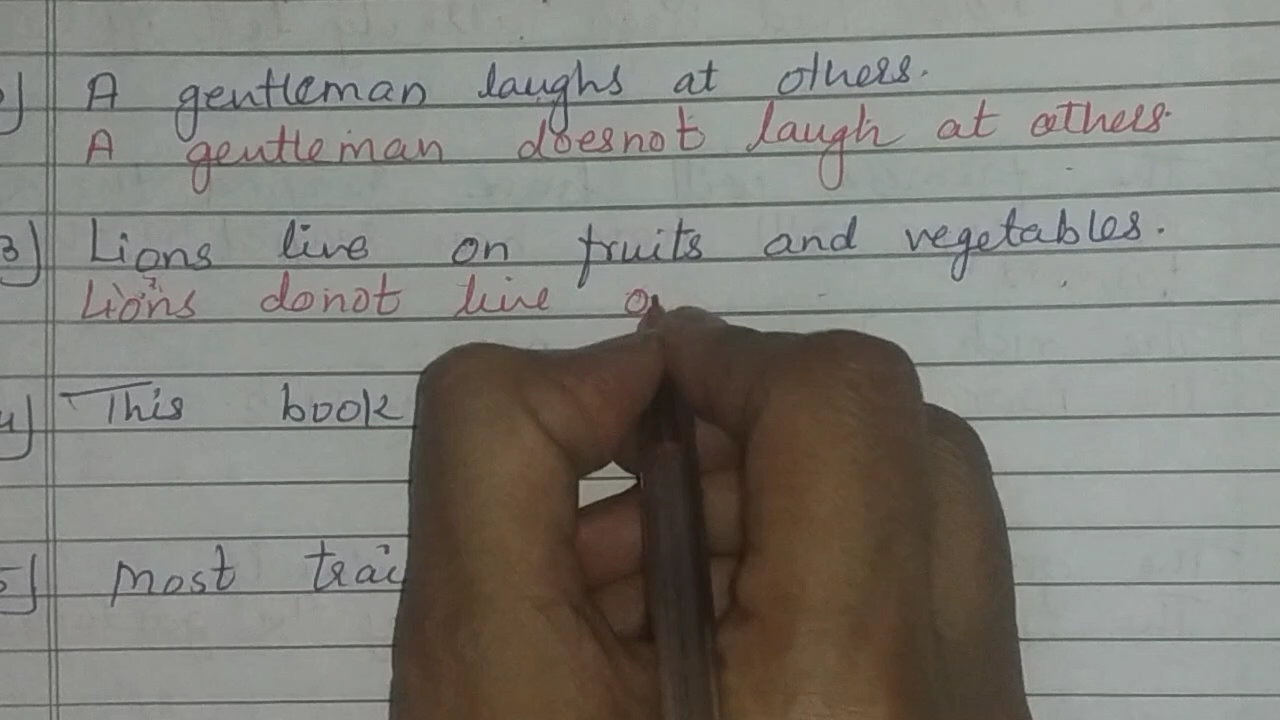 A gentleman laughs at others.
A gentleman doesnot laugh at others.
3) Lions live on fruits and vegetables.
Lions donot live
4) This book
5) Most